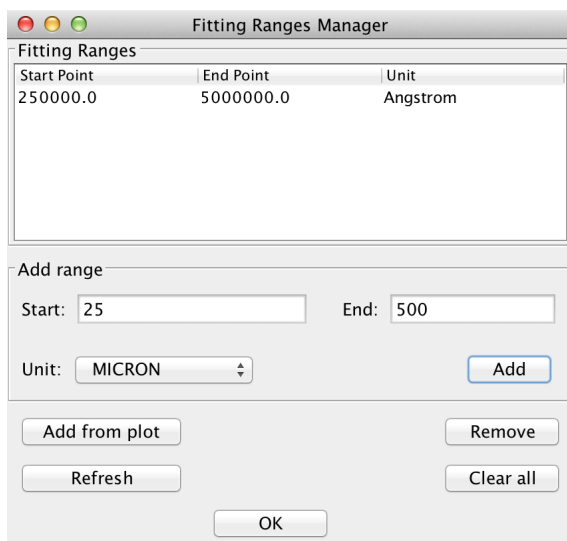 Fitting Ranges Manager
Fitting Ranges
Start Point End Point Unit
250000.0 5000000.0 Angstrom
Add range
Start: 25 End: 500
Unit: MICRON Add
Add from plot Remove
Refresh Clear all
OK